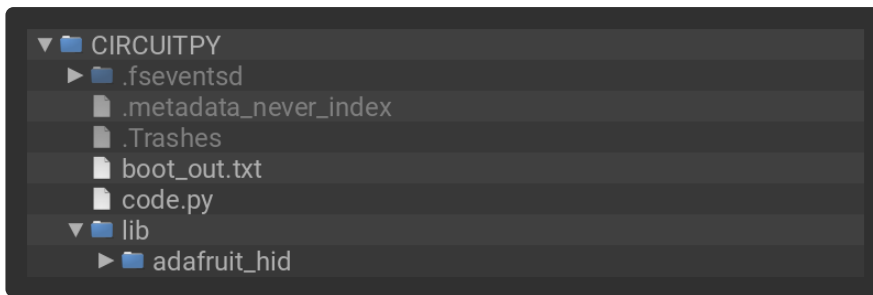 CIRCUITPY
.fseventsd
.metadata_never_index
.Trashes
boot_out.txt
code.py
lib
adafruit_hid